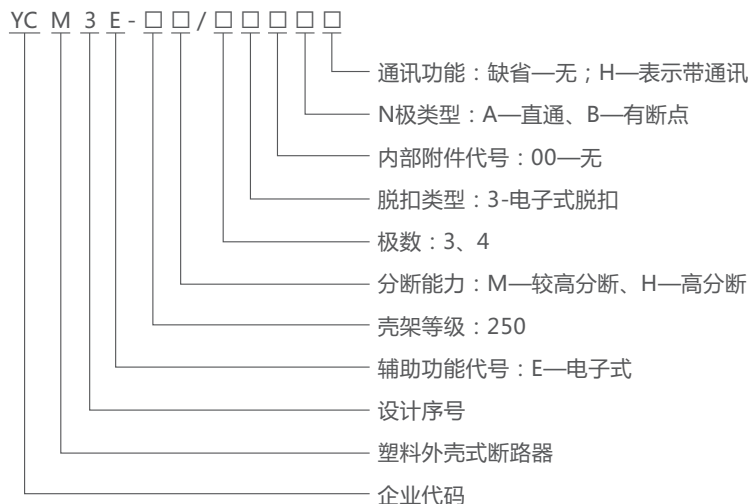 YC M 3 E - □ □ / □ □ □ □ □
通讯功能：缺省—无；H—表示带通讯
N极类型：A—直通、B—有断点
内部附件代号：00—无
脱扣类型：3-电子式脱扣
极数：3、4
分断能力：M—较高分断、H—高分断
壳架等级：250
辅助功能代号：E—电子式
设计序号
塑料外壳式断路器
企业代码